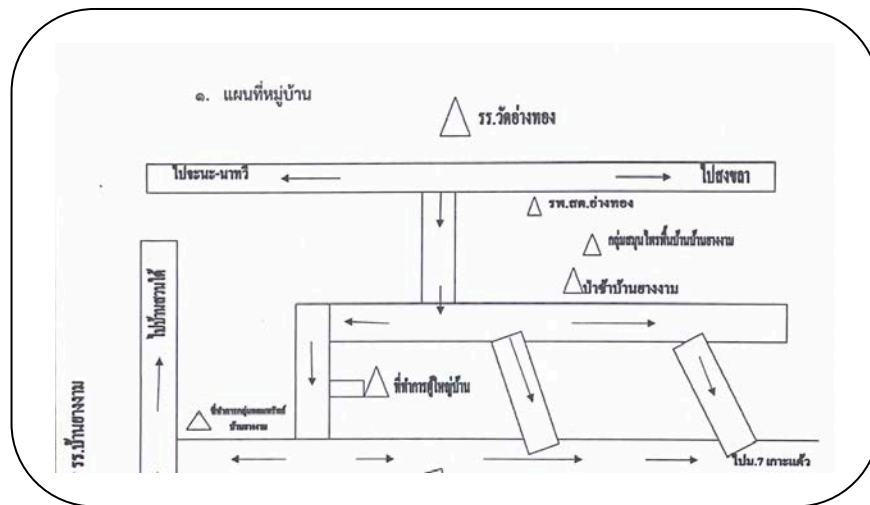 ๑. แผนที่หมู่บ้าน
รร.วัดอ่างทอง
ไปจะนะ-นาทวี
ไปสงขลา
รพ.สต.อ่างทอง
กลุ่มสมุนไพรพื้นบ้านบ้านยางงาม
ป่าช้าบ้านยางงาม
ไปบ้านสวนใต้
ที่ทำการผู้ใหญ่บ้าน
ที่ทำการกลุ่มออมทรัพย์
บ้านยางงาม
รร.บ้านยางงาม
ไปม.7 เกาะแต้ว